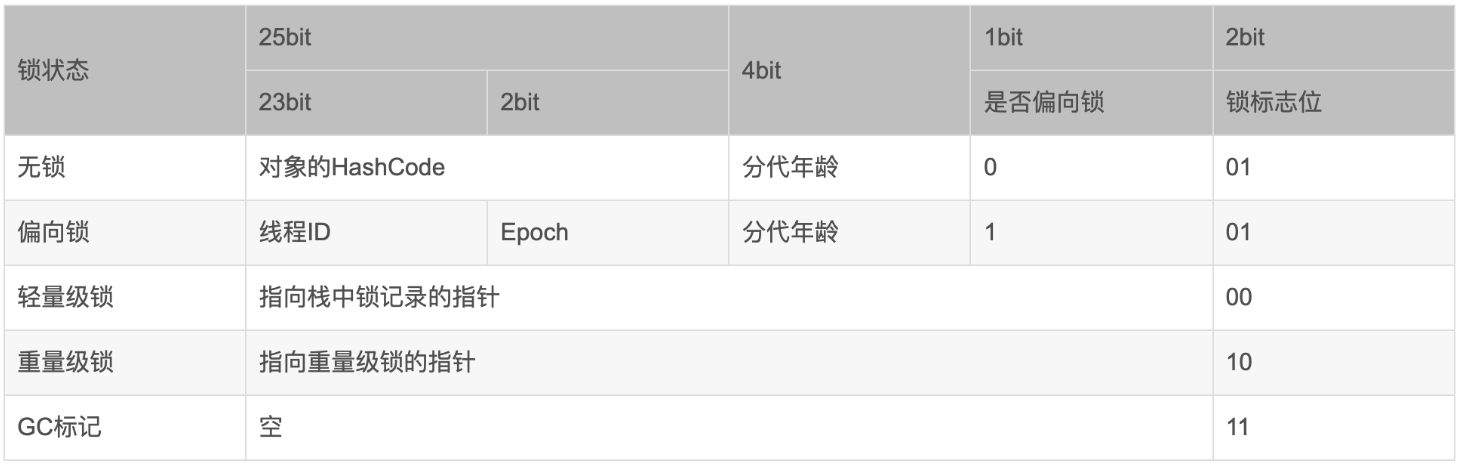 锁状态 25bit 4bit 1bit 2bit
23bit 2bit 是否偏向锁 锁标志位
无锁 对象的HashCode 分代年龄 0 01
偏向锁 线程ID Epoch 分代年龄 1 01
轻量级锁 指向栈中锁记录的指针 00
重量级锁 指向重量级锁的指针 10
GC标记 空 11